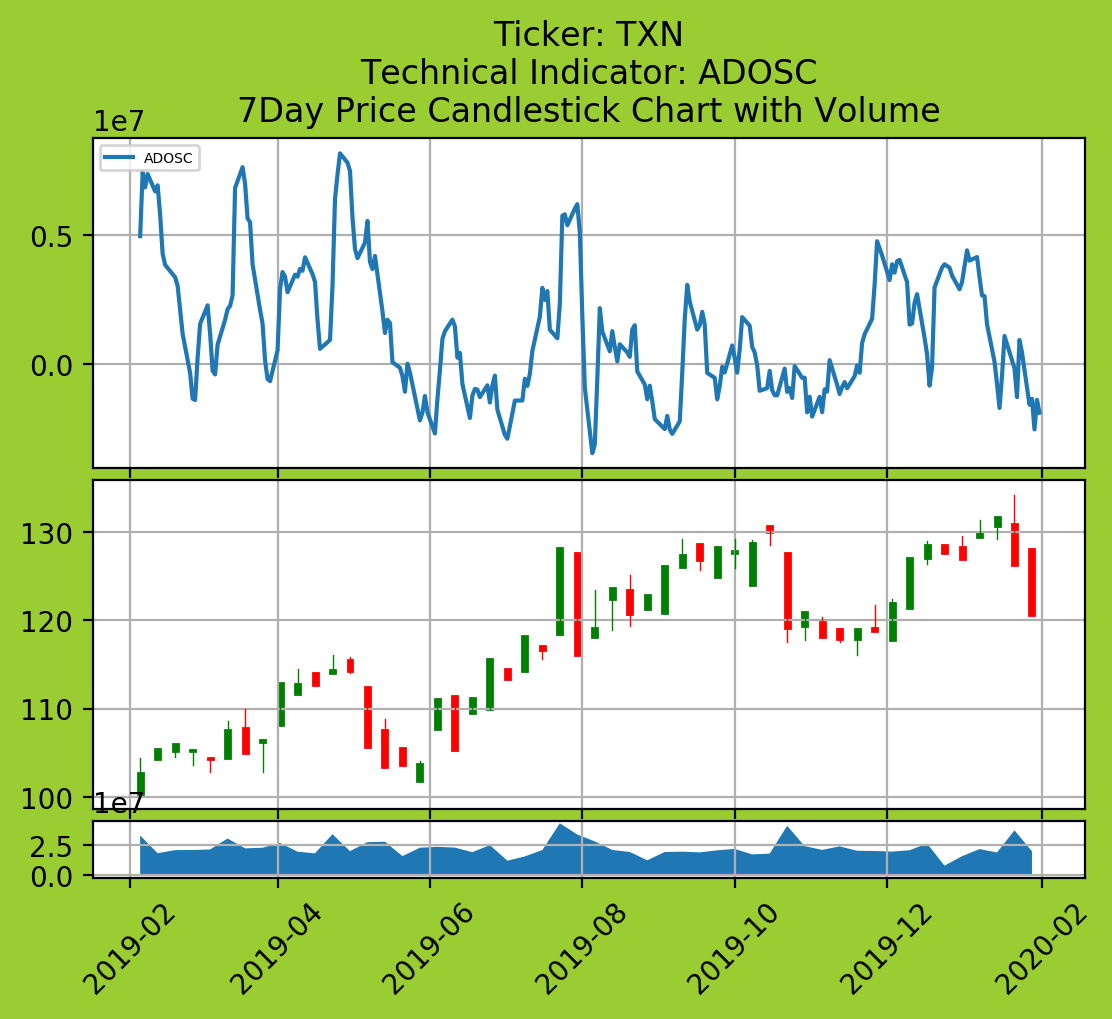 Ticker: TXN
Technical Indicator: ADOSC
7Day Price Candlestick Chart with Volume
1e7
ADOSC
0.5
0.0
130
120
110
100
1e7
2.5
0.0
2019-02
2019-04
2019-06
2019-08
2019-10
2019-12
2020-02